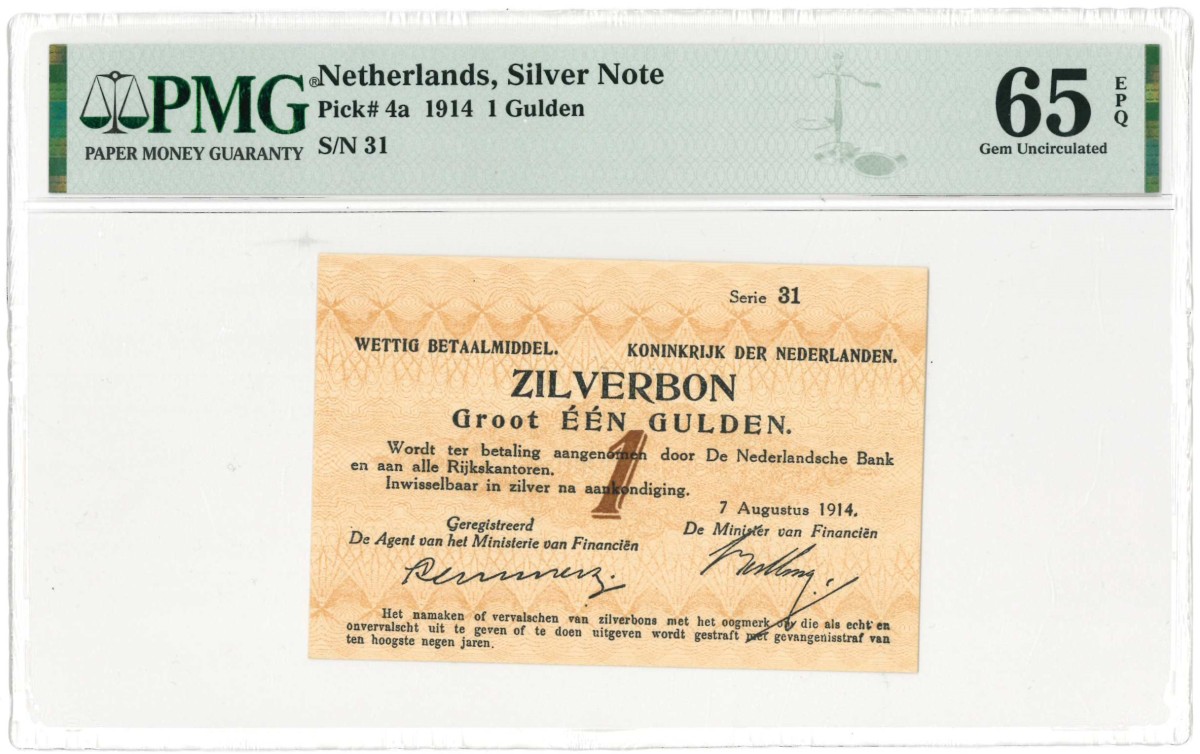 PMG®
PAPER MONEY GUARANTY
Netherlands, Silver Note
Pick# 4a 1914 1 Gulden
S/N 31
65
EPQ
Gem Uncirculated
Serie 31
WETTIG BETAALMIDDEL. KONINKRIJK DER NEDERLANDEN.
ZILVERBON
Groot ÉÉN GULDEN.
1
Wordt ter betaling aangenomen door De Nederlandsche Bank
en aan alle Rijkskantoren.
Inwisselbaar in zilver na aankondiging.
7 Augustus 1914.
Geregistreerd
De Agent van het Ministerie van Financiën
De Minister van Financiën
Het namaken of vervalschen van zilverbons met het oogmerk om die als echt en
onvervalscht uit te geven of te doen uitgeven wordt gestraft met gevangenisstraf van
ten hoogste negen jaren.